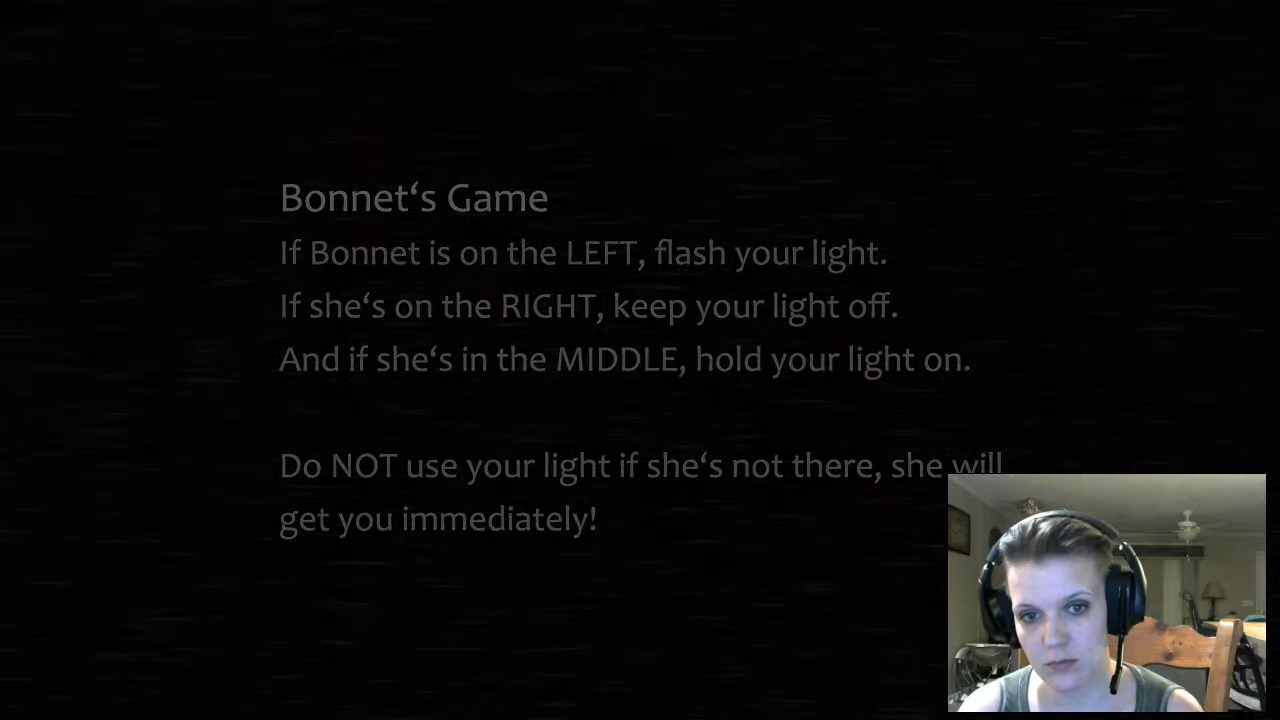 Bonnet‘s Game
If Bonnet is on the LEFT, flash your light.
If she‘s on the RIGHT, keep your light off.
And if she‘s in the MIDDLE, hold your light on.
Do NOT use your light if she‘s not there, she will
get you immediately!